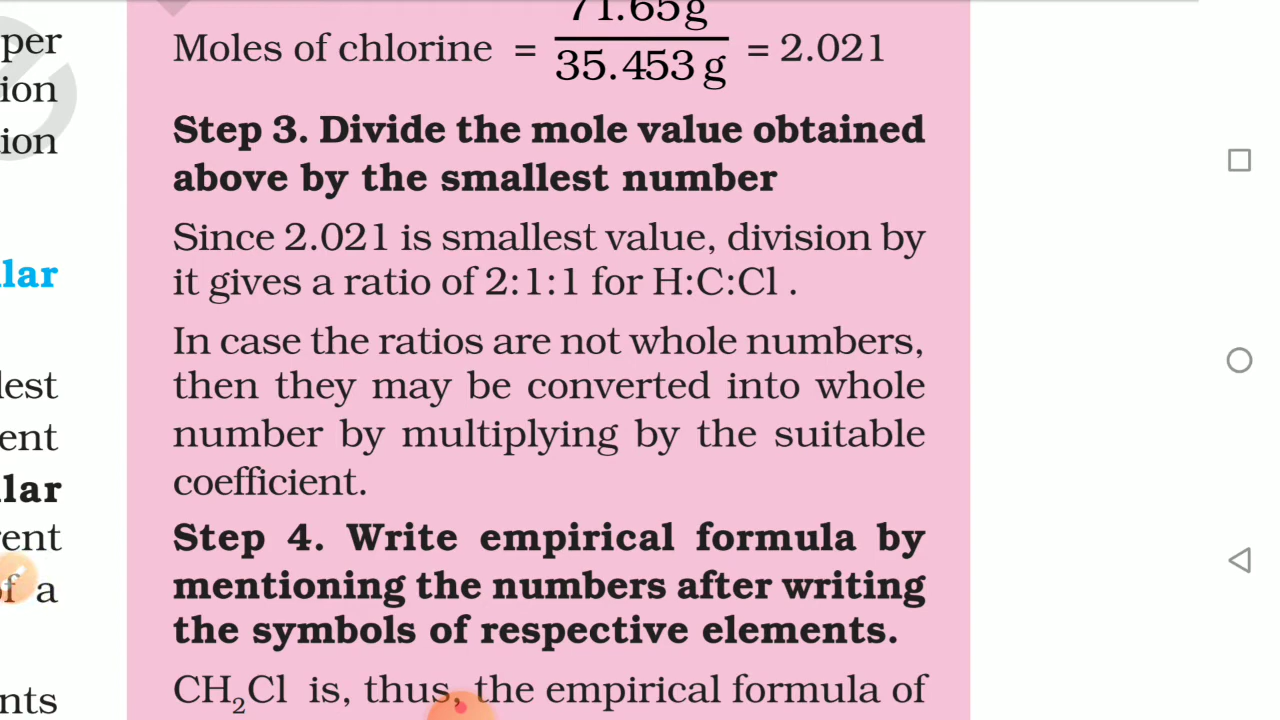 per
ion
ion
lar
lest
ent
lar
rent
of a
nts
71.65g
Moles of chlorine = = 2.021
35.453 g
Step 3. Divide the mole value obtained
above by the smallest number
Since 2.021 is smallest value, division by
it gives a ratio of 2:1:1 for H:C:Cl .
In case the ratios are not whole numbers,
then they may be converted into whole
number by multiplying by the suitable
coefficient.
Step 4. Write empirical formula by
mentioning the numbers after writing
the symbols of respective elements.
CH₂Cl is, thus, the empirical formula of